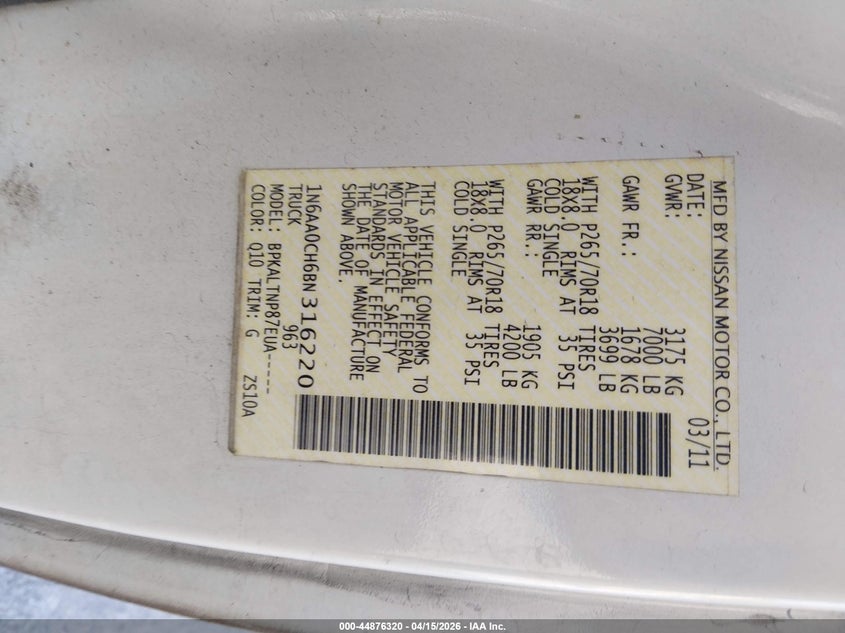 MFD BY NISSAN MOTOR CO., LTD.
DATE: 03/11
GVWR: 3175 KG
7000 LB
GAWR FR.: 1678 KG
3699 LB
WITH P265/70R18 TIRES
18X8.0 RIMS AT 35 PSI
COLD SINGLE
GAWR RR.: 1905 KG
4200 LB
WITH P265/70R18 TIRES
18X8.0 RIMS AT 35 PSI
COLD SINGLE
THIS VEHICLE CONFORMS TO
ALL APPLICABLE FEDERAL
MOTOR VEHICLE SAFETY
STANDARDS IN EFFECT ON
THE DATE OF MANUFACTURE
SHOWN ABOVE.
1N6AA0CH6BN316220
TRUCK 963
MODEL: BPKALTNP87EUA-----
COLOR: Q10 TRIM: G ZS10A
000-44876320 - 04/15/2026 - IAA Inc.